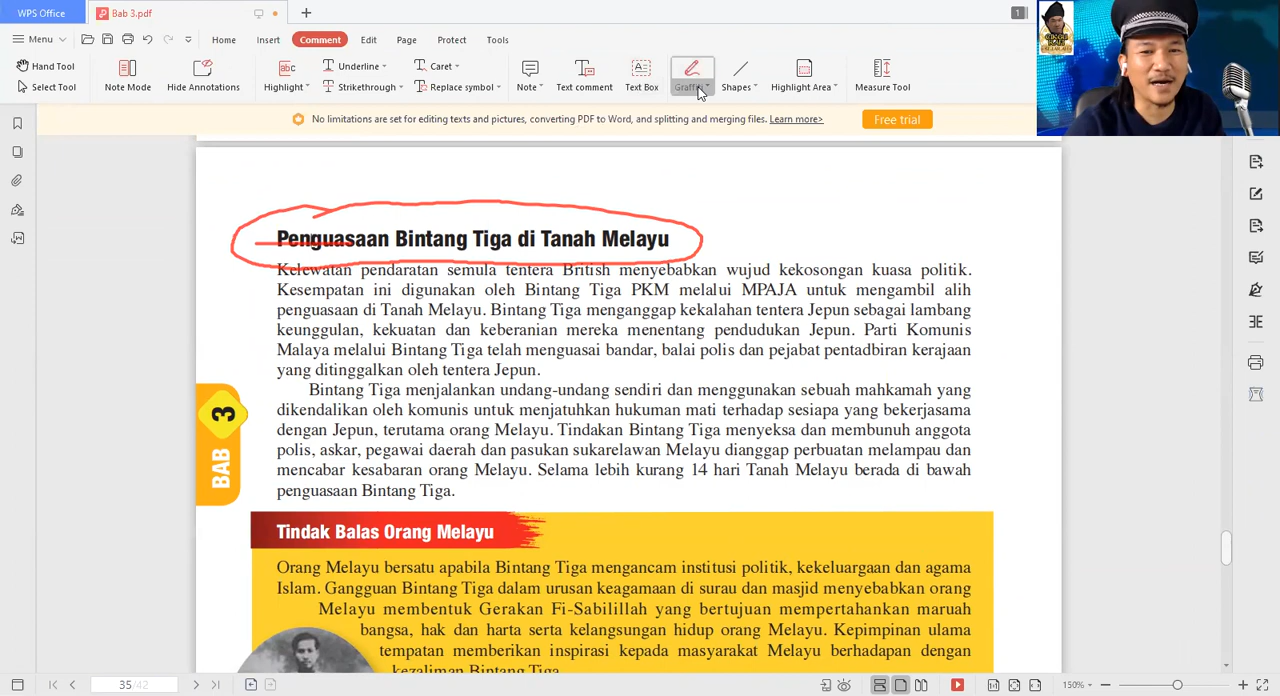 WPS Office
Bab 3.pdf
1
Menu
Home
Insert
Comment
Edit
Page
Protect
Tools
Hand Tool
Select Tool
Note Mode
Hide Annotations
Highlight
Underline
Strikethrough
Caret
Replace symbol
Note
Text comment
Text Box
Shapes
Highlight Area
Measure Tool
No limitations are set for editing texts and pictures, converting PDF to Word, and splitting and merging files. Learn more>
Free trial
Penguasaan Bintang Tiga di Tanah Melayu
Kelewatan pendaratan semula tentera British menyebabkan wujud kekosongan kuasa politik.
Kesempatan ini digunakan oleh Bintang Tiga PKM melalui MPAJA untuk mengambil alih
penguasaan di Tanah Melayu. Bintang Tiga menganggap kekalahan tentera Jepun sebagai lambang
keunggulan, kekuatan dan keberanian mereka menentang pendudukan Jepun. Parti Komunis
Malaya melalui Bintang Tiga telah menguasai bandar, balai polis dan pejabat pentadbiran kerajaan
yang ditinggalkan oleh tentera Jepun.
Bintang Tiga menjalankan undang-undang sendiri dan menggunakan sebuah mahkamah yang
dikendalikan oleh komunis untuk menjatuhkan hukuman mati terhadap sesiapa yang bekerjasama
dengan Jepun, terutama orang Melayu. Tindakan Bintang Tiga menyeksa dan membunuh anggota
polis, askar, pegawai daerah dan pasukan sukarelawan Melayu dianggap perbuatan melampau dan
mencabar kesabaran orang Melayu. Selama lebih kurang 14 hari Tanah Melayu berada di bawah
penguasaan Bintang Tiga.
BAB 3
Tindak Balas Orang Melayu
Orang Melayu bersatu apabila Bintang Tiga mengancam institusi politik, kekeluargaan dan agama
Islam. Gangguan Bintang Tiga dalam urusan keagamaan di surau dan masjid menyebabkan orang
Melayu membentuk Gerakan Fi-Sabilillah yang bertujuan mempertahankan maruah
bangsa, hak dan harta serta kelangsungan hidup orang Melayu. Kepimpinan ulama
tempatan memberikan inspirasi kepada masyarakat Melayu berhadapan dengan
kezaliman Bintang Tiga.
35/42
150%